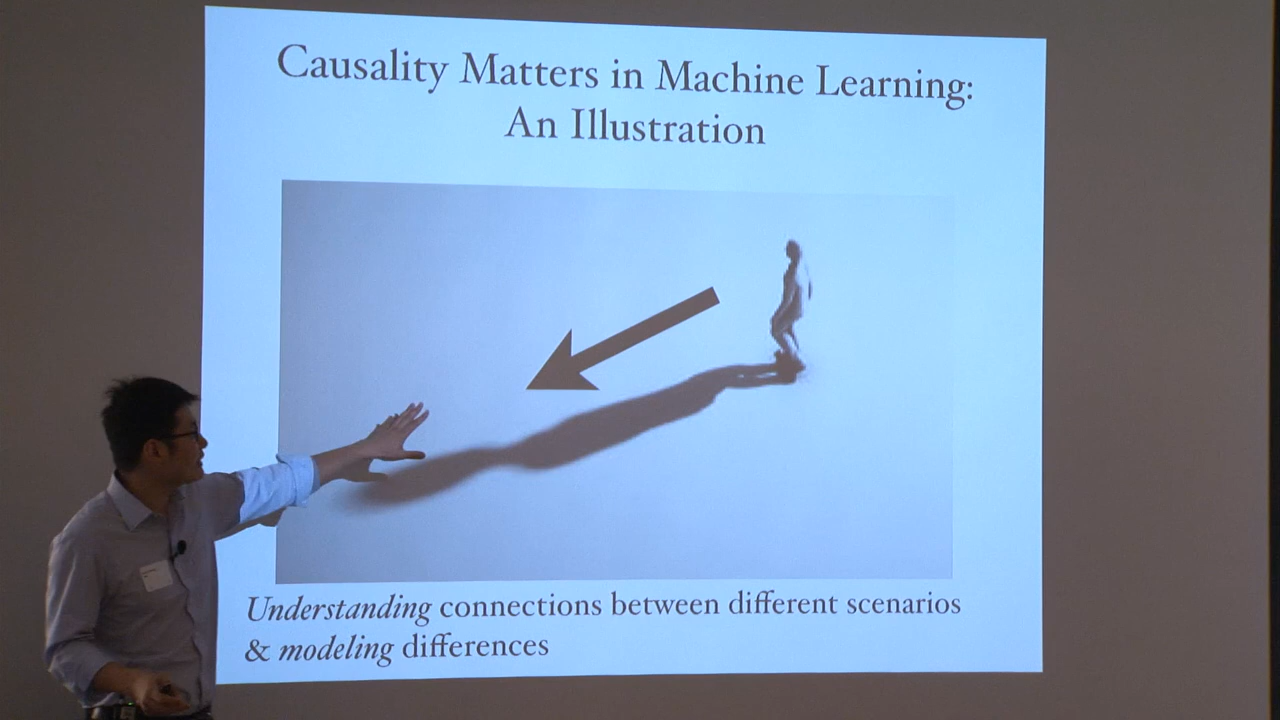 Causality Matters in Machine Learning:
An Illustration
Understanding connections between different scenarios
& modeling differences